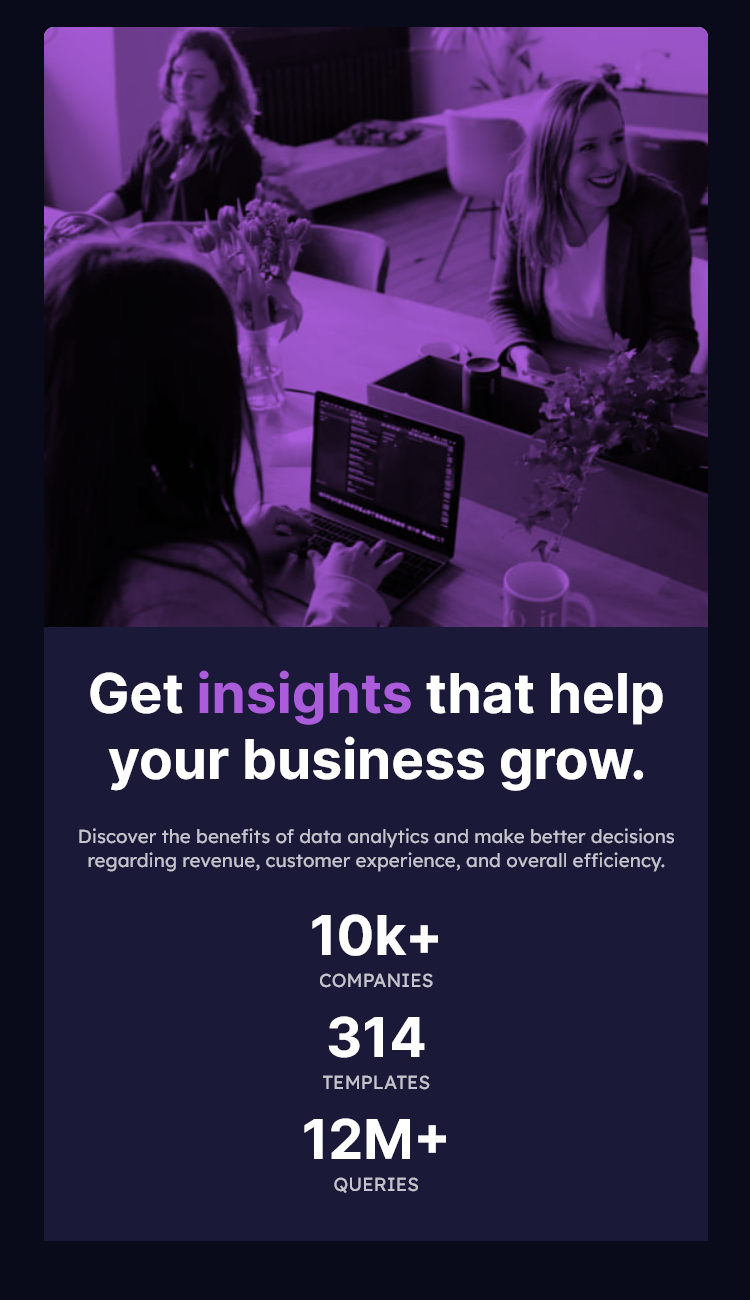 Get insights that help
your business grow.
Discover the benefits of data analytics and make better decisions
regarding revenue, customer experience, and overall efficiency.
10k+
COMPANIES
314
TEMPLATES
12M+
QUERIES